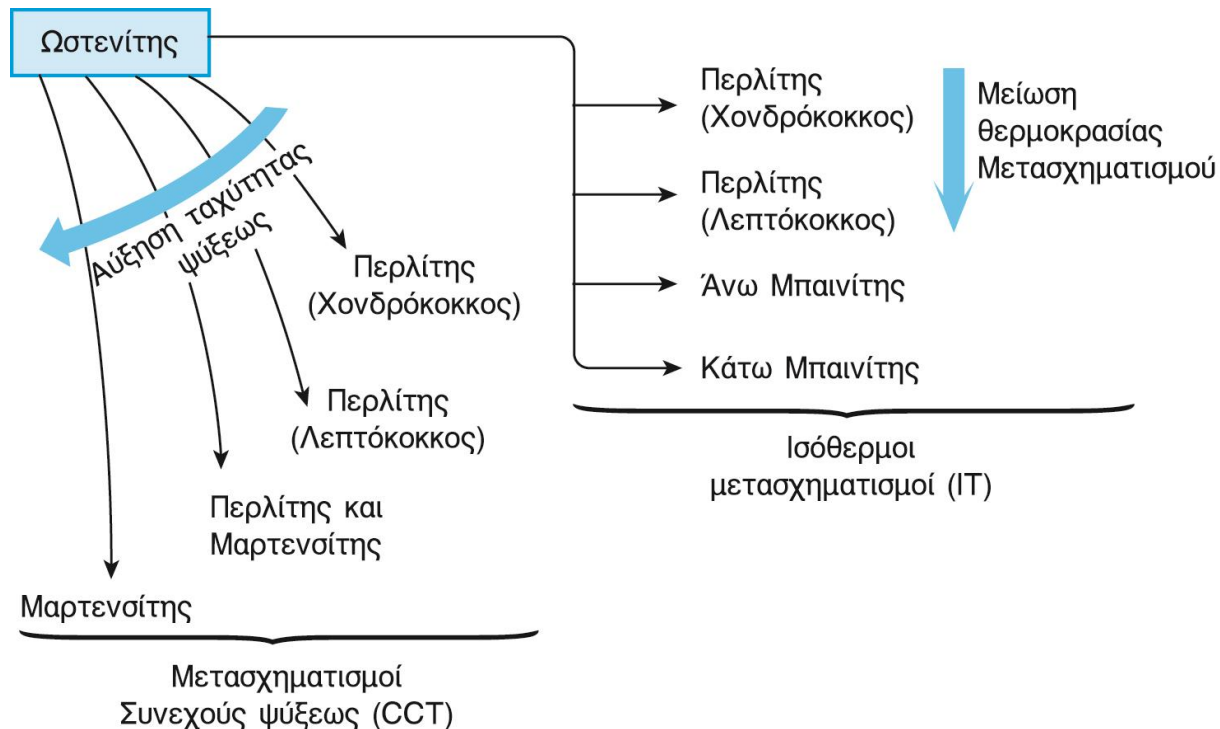 Ωστενίτης
Αύξηση ταχύτητας
ψύξεως
Περλίτης
(Χονδρόκοκκος)
Περλίτης
(Λεπτόκοκκος)
Περλίτης και
Μαρτενσίτης
Μαρτενσίτης
Μετασχηματισμοί
Συνεχούς ψύξεως (CCT)
Περλίτης
(Χονδρόκοκκος)
Περλίτης
(Λεπτόκοκκος)
Άνω Μπαινίτης
Κάτω Μπαινίτης
Μείωση
θερμοκρασίας
Μετασχηματισμού
Ισόθερμοι
μετασχηματισμοί (IT)